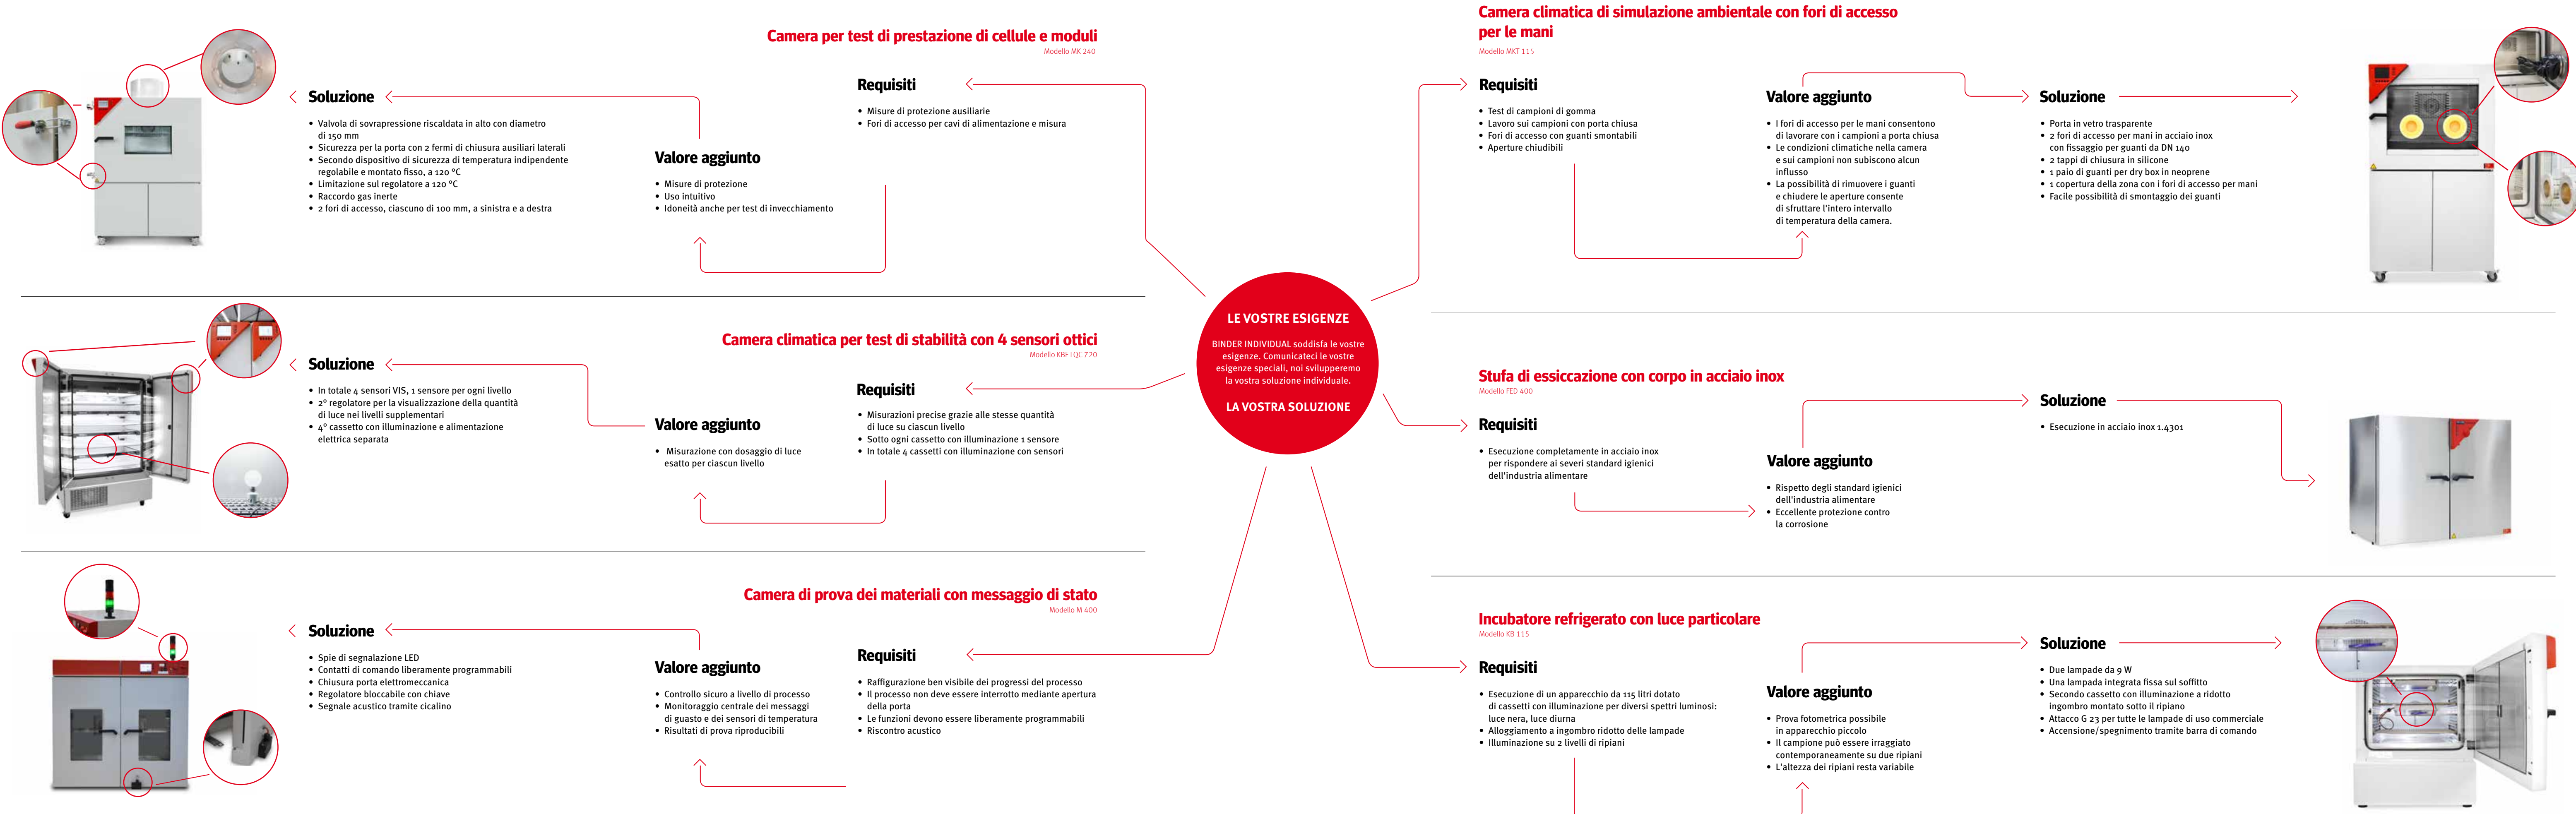 Camera per test di prestazione di cellule e moduli
Modello MK 240
Requisiti
• Misure di protezione ausiliarie
• Fori di accesso per cavi di alimentazione e misura
Valore aggiunto
• Misure di protezione
• Uso intuitivo
• Idoneità anche per test di invecchiamento
Soluzione
• Valvola di sovrapressione riscaldata in alto con diametro
di 150 mm
• Sicurezza per la porta con 2 fermi di chiusura ausiliari laterali
• Secondo dispositivo di sicurezza di temperatura indipendente
regolabile e montato fisso, a 120 °C
• Limitazione sul regolatore a 120 °C
• Raccordo gas inerte
• 2 fori di accesso, ciascuno di 100 mm, a sinistra e a destra
Camera climatica per test di stabilità con 4 sensori ottici
Modello KBF LQC 720
Requisiti
• Misurazioni precise grazie alle stesse quantità
di luce su ciascun livello
• Sotto ogni cassetto con illuminazione 1 sensore
• In totale 4 cassetti con illuminazione con sensori
Valore aggiunto
• Misurazione con dosaggio di luce
esatto per ciascun livello
Soluzione
• In totale 4 sensori VIS, 1 sensore per ogni livello
• 2° regolatore per la visualizzazione della quantità
di luce nei livelli supplementari
• 4° cassetto con illuminazione e alimentazione
elettrica separata
Camera di prova dei materiali con messaggio di stato
Modello M 400
Requisiti
• Raffigurazione ben visibile dei progressi del processo
• Il processo non deve essere interrotto mediante apertura
della porta
• Le funzioni devono essere liberamente programmabili
• Riscontro acustico
Valore aggiunto
• Controllo sicuro a livello di processo
• Monitoraggio centrale dei messaggi
di guasto e dei sensori di temperatura
• Risultati di prova riproducibili
Soluzione
• Spie di segnalazione LED
• Contatti di comando liberamente programmabili
• Chiusura porta elettromeccanica
• Regolatore bloccabile con chiave
• Segnale acustico tramite cicalino
LE VOSTRE ESIGENZE
BINDER INDIVIDUAL soddisfa le vostre
esigenze. Comunicateci le vostre
esigenze speciali, noi svilupperemo
la vostra soluzione individuale.
LA VOSTRA SOLUZIONE
Camera climatica di simulazione ambientale con fori di accesso
per le mani
Modello MKT 115
Requisiti
• Test di campioni di gomma
• Lavoro sui campioni con porta chiusa
• Fori di accesso con guanti smontabili
• Aperture chiudibili
Valore aggiunto
• I fori di accesso per le mani consentono
di lavorare con i campioni a porta chiusa
• Le condizioni climatiche nella camera
e sui campioni non subiscono alcun
influsso
• La possibilità di rimuovere i guanti
e chiudere le aperture consente
di sfruttare l'intero intervallo
di temperatura della camera.
Soluzione
• Porta in vetro trasparente
• 2 fori di accesso per mani in acciaio inox
con fissaggio per guanti da DN 140
• 2 tappi di chiusura in silicone
• 1 paio di guanti per dry box in neoprene
• 1 copertura della zona con i fori di accesso per mani
• Facile possibilità di smontaggio dei guanti
Stufa di essiccazione con corpo in acciaio inox
Modello FED 400
Requisiti
• Esecuzione completamente in acciaio inox
per rispondere ai severi standard igienici
dell'industria alimentare
Valore aggiunto
• Rispetto degli standard igienici
dell'industria alimentare
• Eccellente protezione contro
la corrosione
Soluzione
• Esecuzione in acciaio inox 1.4301
Incubatore refrigerato con luce particolare
Modello KB 115
Requisiti
• Esecuzione di un apparecchio da 115 litri dotato
di cassetti con illuminazione per diversi spettri luminosi:
luce nera, luce diurna
• Alloggiamento a ingombro ridotto delle lampade
• Illuminazione su 2 livelli di ripiani
Valore aggiunto
• Prova fotometrica possibile
in apparecchio piccolo
• Il campione può essere irraggiato
contemporaneamente su due ripiani
• L'altezza dei ripiani resta variabile
Soluzione
• Due lampade da 9 W
• Una lampada integrata fissa sul soffitto
• Secondo cassetto con illuminazione a ridotto
ingombro montato sotto il ripiano
• Attacco G 23 per tutte le lampade di uso commerciale
• Accensione/spegnimento tramite barra di comando